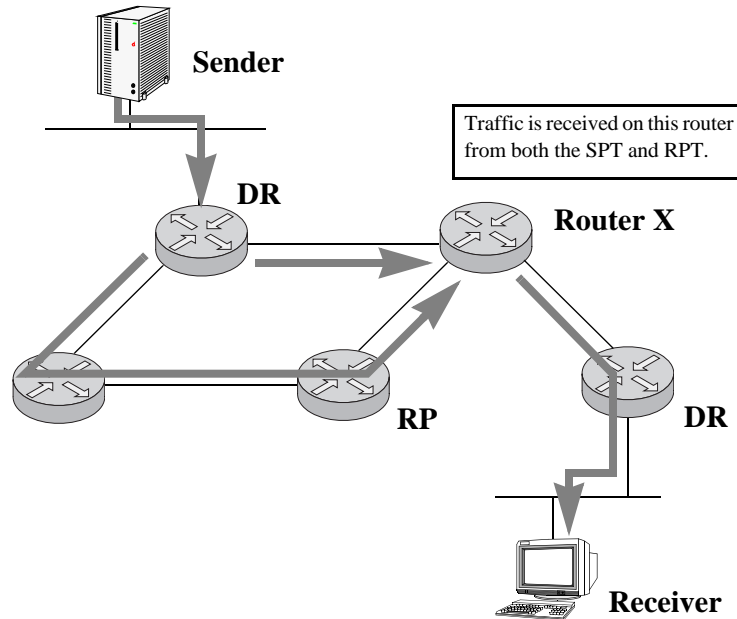 Sender
Traffic is received on this router
from both the SPT and RPT.
DR
Router X
RP
DR
Receiver